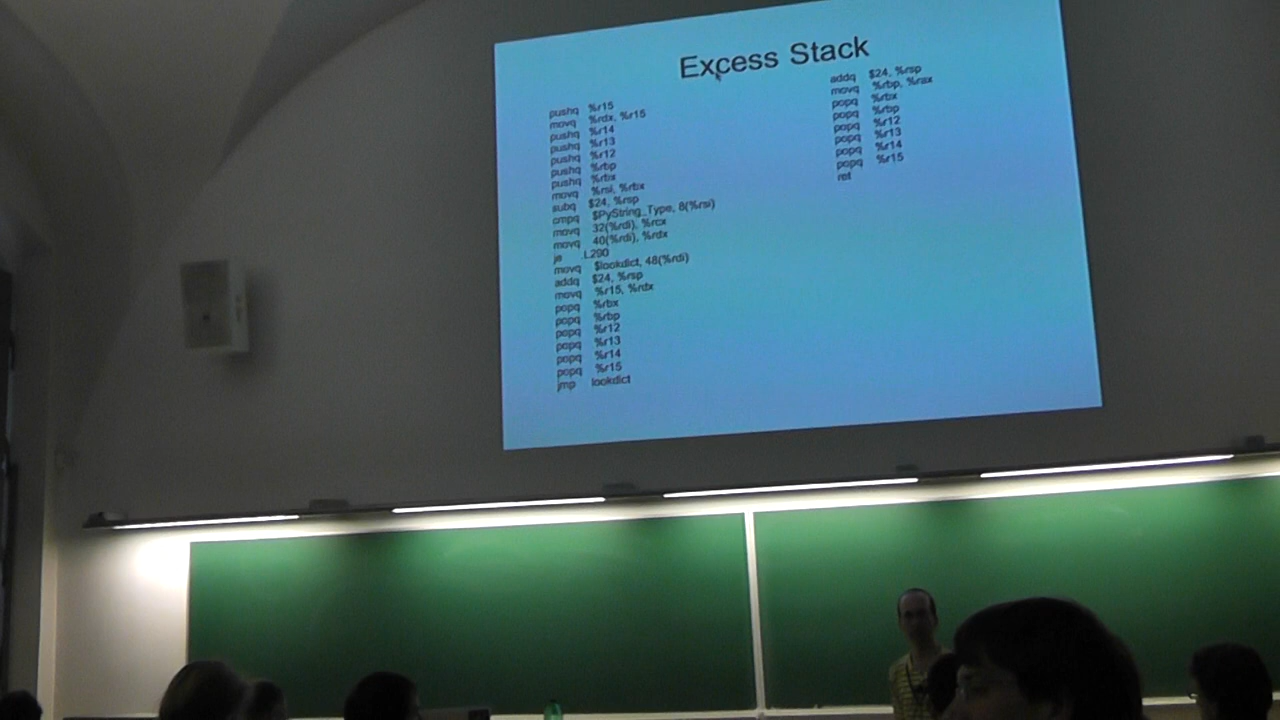 Excess Stack
pushq %r15
movq %rdx, %r15
pushq %r14
pushq %r13
pushq %r12
pushq %rbp
pushq %rbx
movq %rsi, %rbx
subq $24, %rsp
cmpq $PyString_Type, 8(%rsi)
movq 32(%rdi), %rcx
movq 40(%rdi), %rdx
je .L290
movq $lookdict, 48(%rdi)
addq $24, %rsp
movq %r15, %rdx
popq %rbx
popq %rbp
popq %r12
popq %r13
popq %r14
popq %r15
jmp lookdict
addq $24, %rsp
movq %rbp, %rax
popq %rbx
popq %rbp
popq %r12
popq %r13
popq %r14
popq %r15
ret